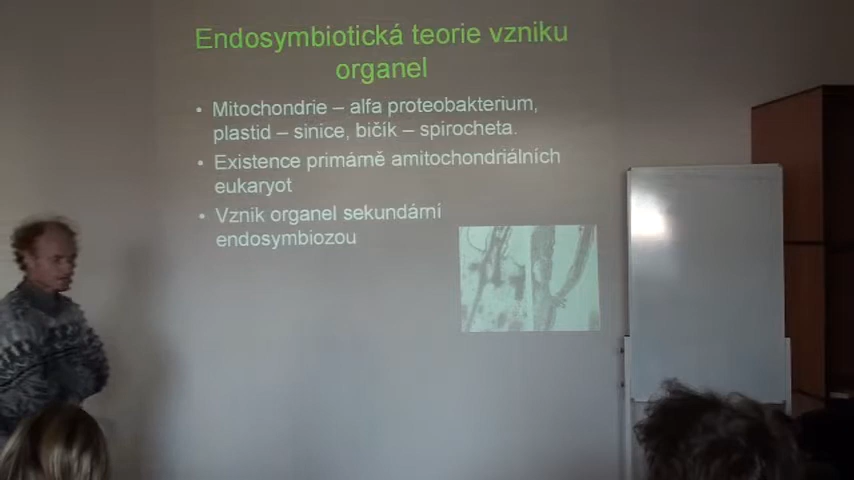 Endosymbiotická teorie vzniku
organel
• Mitochondrie – alfa proteobakterium,
plastid – sinice, bičík – spirocheta.
• Existence primárně amitochondriálních
eukaryot
• Vznik organel sekundární
endosymbiozou